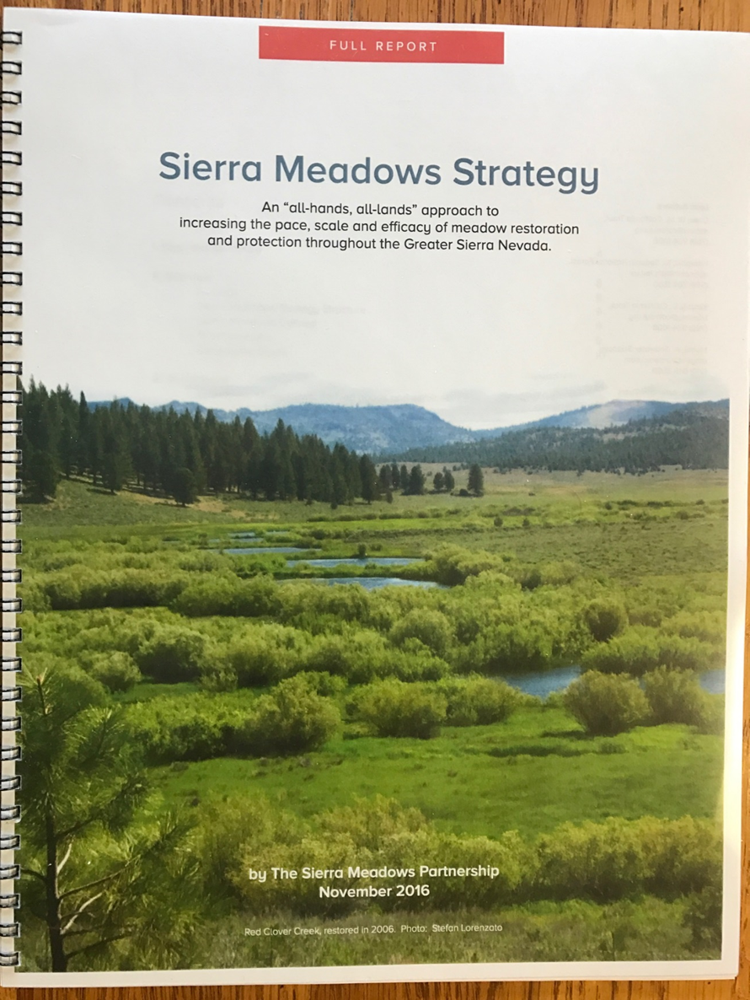 FULL REPORT
Sierra Meadows Strategy
An “all-hands, all-lands” approach to
increasing the pace, scale and efficacy of meadow restoration
and protection throughout the Greater Sierra Nevada.
by The Sierra Meadows Partnership
November 2016
Red Clover Creek, restored in 2006. Photo: Stefan Lorenzato